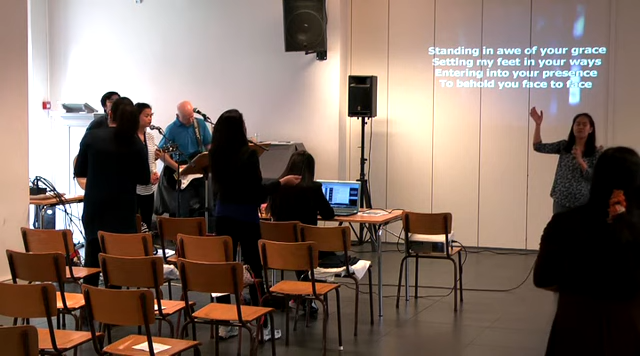 Standing in awe of your grace
Setting my feet in your ways
Entering into your presence
To behold you face to face